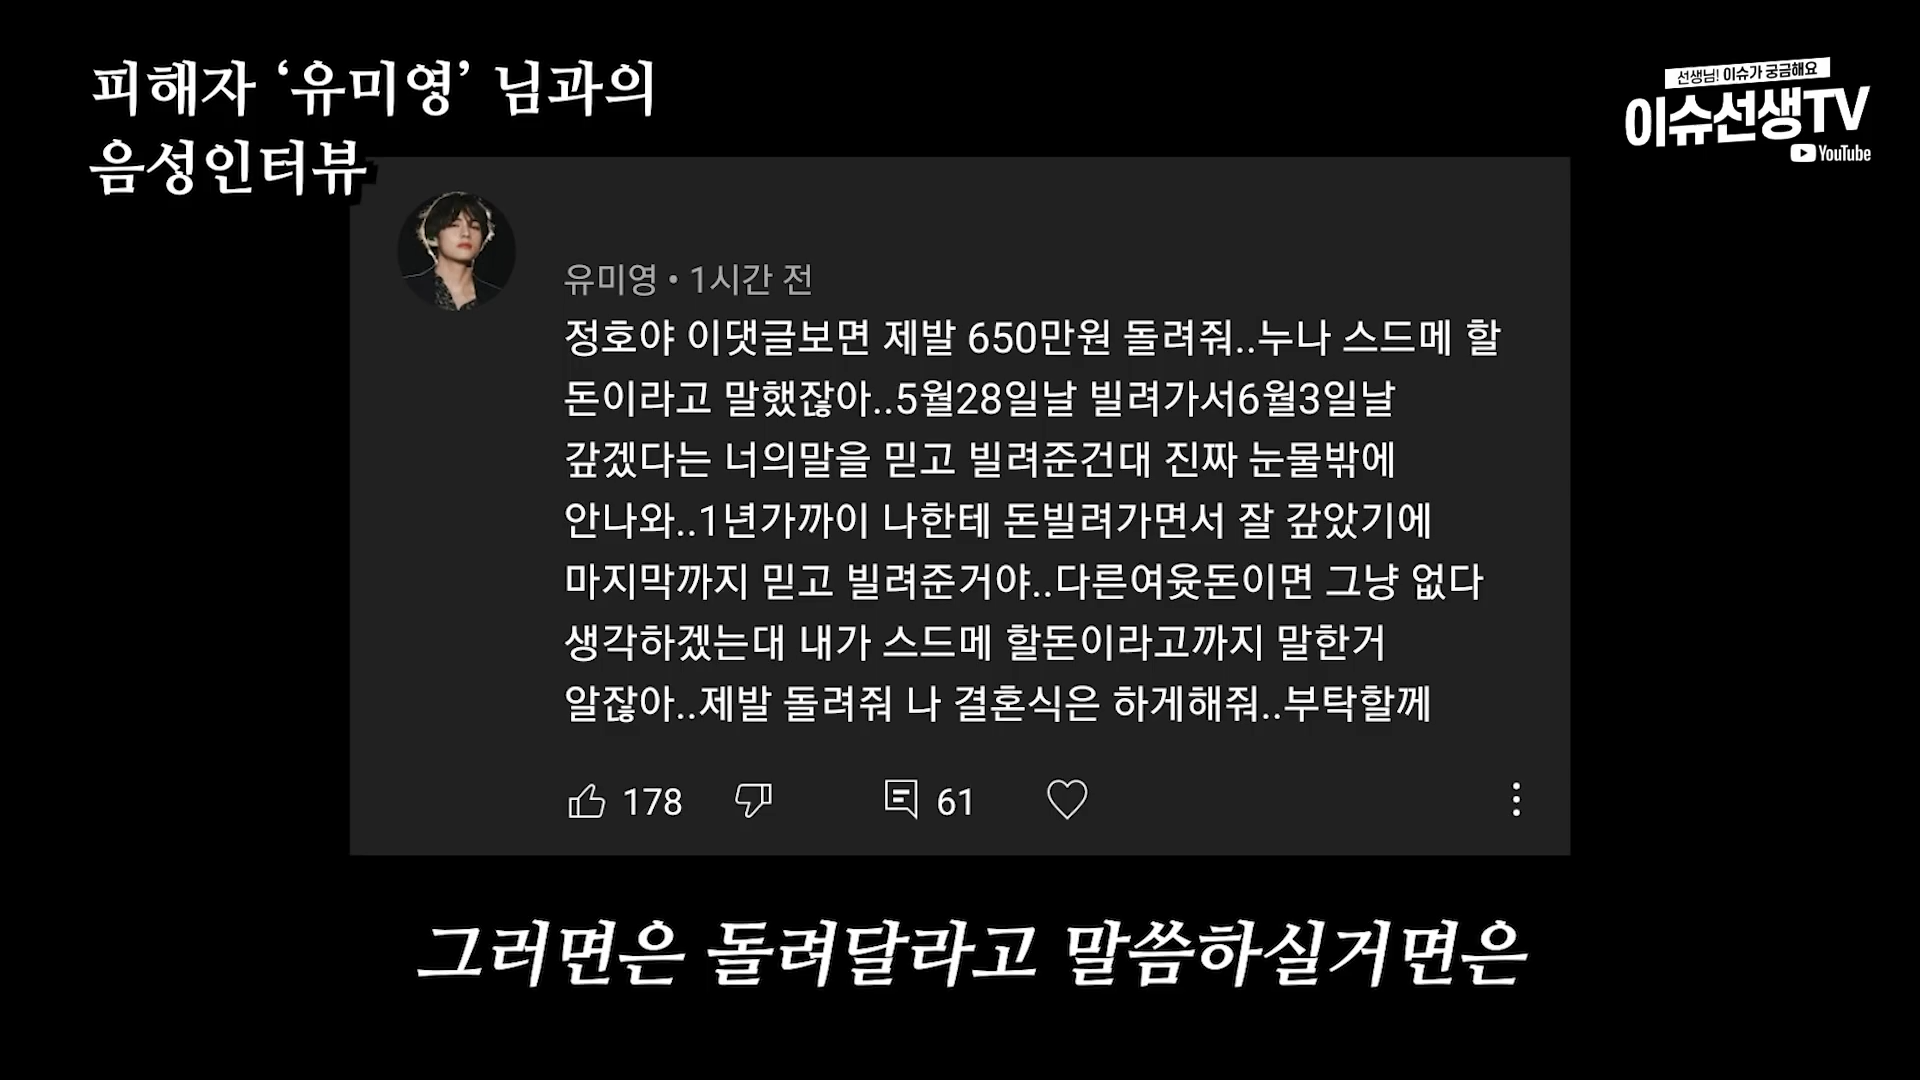 피해자 ‘유미영’ 님과의
음성인터뷰
선생님! 이슈가 궁금해요
이슈선생TV
YouTube
유미영 • 1시간 전
정호야 이댓글보면 제발 650만원 돌려줘..누나 스드메 할
돈이라고 말했잖아..5월28일날 빌려가서6월3일날
갚겠다는 너의말을 믿고 빌려준건대 진짜 눈물밖에
안나와..1년가까이 나한테 돈빌려가면서 잘 갚았기에
마지막까지 믿고 빌려준거야..다른여윳돈이면 그냥 없다
생각하겠는대 내가 스드메 할돈이라고까지 말한거
알잖아..제발 돌려줘 나 결혼식은 하게해줘..부탁할께
178
61
그러면은 돌려달라고 말씀하실거면은